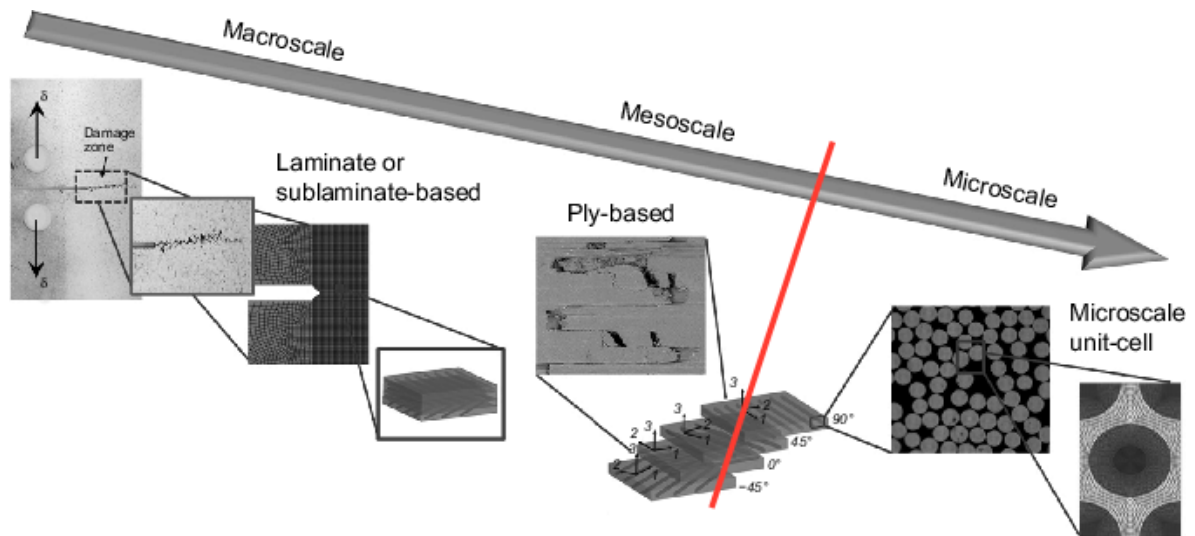 Macroscale
Mesoscale
Microscale
δ
Damage
zone
δ
Laminate or
sublaminate-based
Ply-based
Microscale
unit-cell
3
2
1
90°
3
2
1
45°
3
2
1
0°
3
2
1
−45°